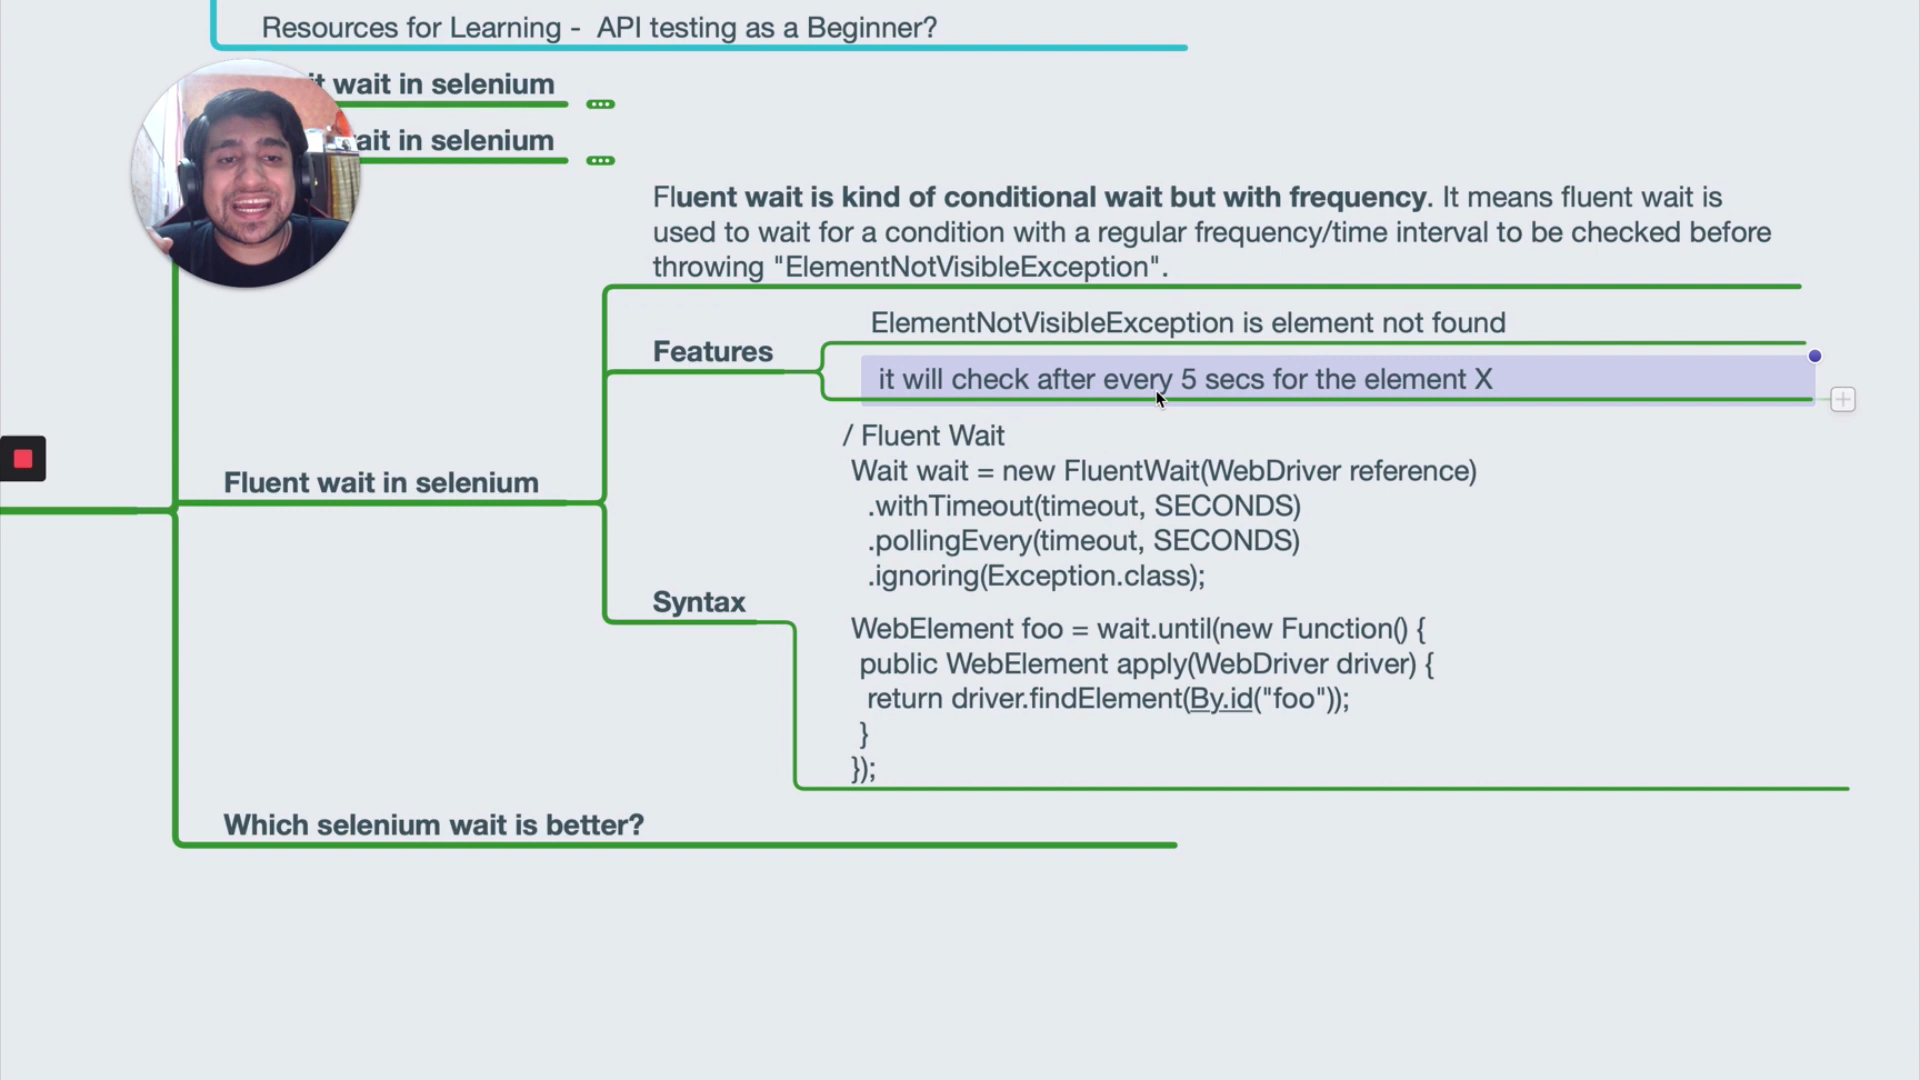 Resources for Learning -  API testing as a Beginner?
wait in selenium
wait in selenium
Fluent wait is kind of conditional wait but with frequency. It means fluent wait is
used to wait for a condition with a regular frequency/time interval to be checked before
throwing "ElementNotVisibleException".
ElementNotVisibleException is element not found
Features
it will check after every 5 secs for the element X
/ Fluent Wait
Wait wait = new FluentWait(WebDriver reference)
.withTimeout(timeout, SECONDS)
.pollingEvery(timeout, SECONDS)
.ignoring(Exception.class);
Fluent wait in selenium
Syntax
WebElement foo = wait.until(new Function() {
public WebElement apply(WebDriver driver) {
return driver.findElement(By.id("foo"));
}
});
Which selenium wait is better?